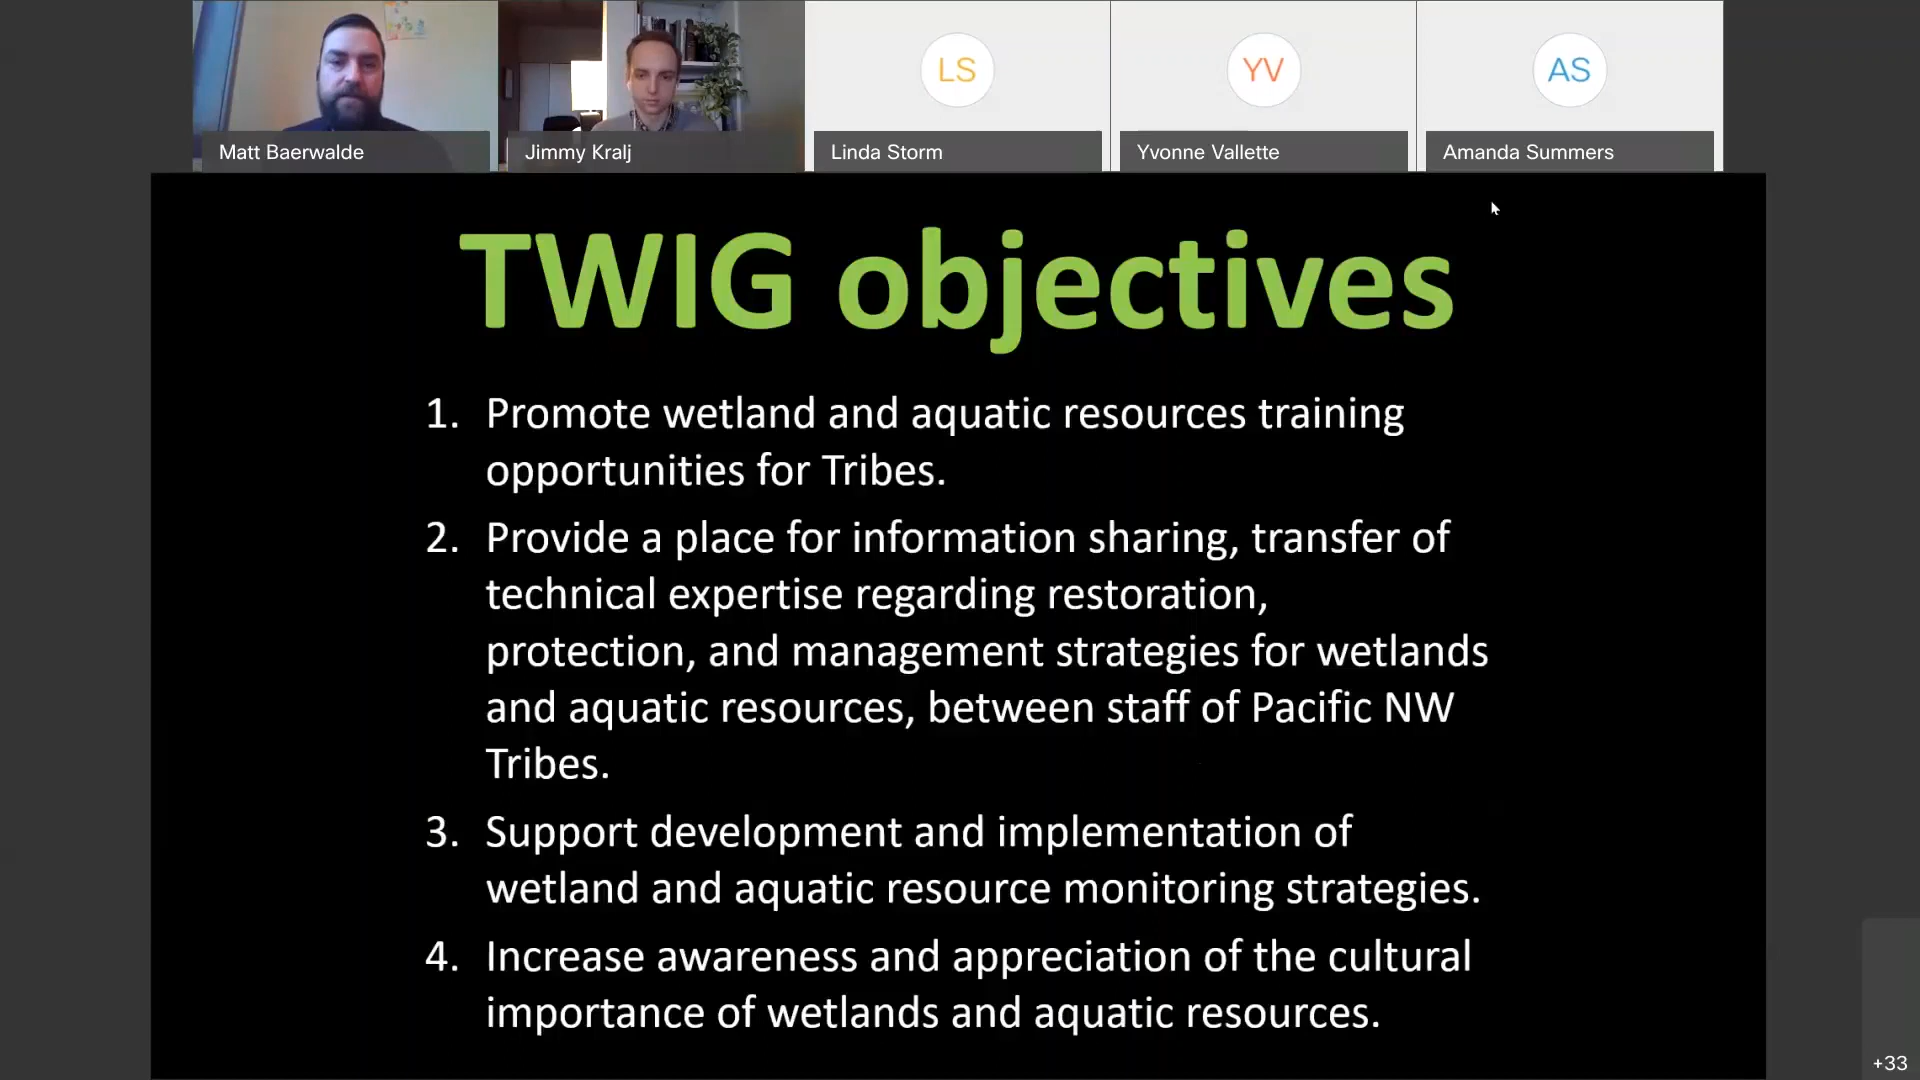 LS
YV
AS
Matt Baerwalde
Jimmy Kralj
Linda Storm
Yvonne Vallette
Amanda Summers
TWIG objectives
1. Promote wetland and aquatic resources training
opportunities for Tribes.
2. Provide a place for information sharing, transfer of
technical expertise regarding restoration,
protection, and management strategies for wetlands
and aquatic resources, between staff of Pacific NW
Tribes.
3. Support development and implementation of
wetland and aquatic resource monitoring strategies.
4. Increase awareness and appreciation of the cultural
importance of wetlands and aquatic resources.
+33